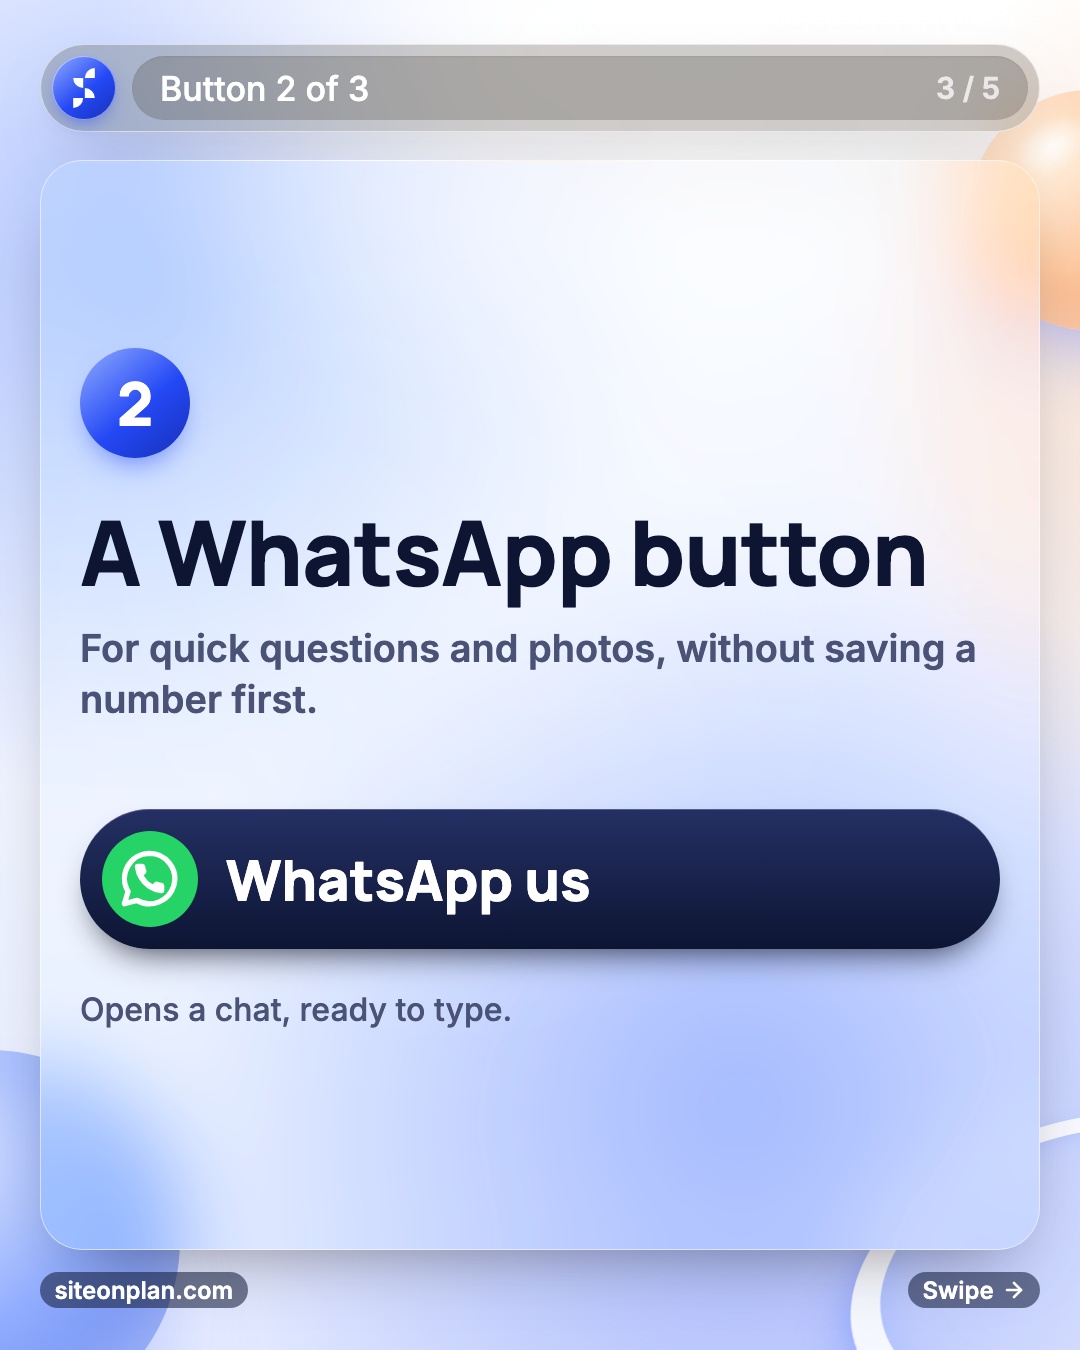 Button 2 of 3
3 / 5
2
A WhatsApp button
For quick questions and photos, without saving a
number first.
WhatsApp us
Opens a chat, ready to type.
siteonplan.com
Swipe →